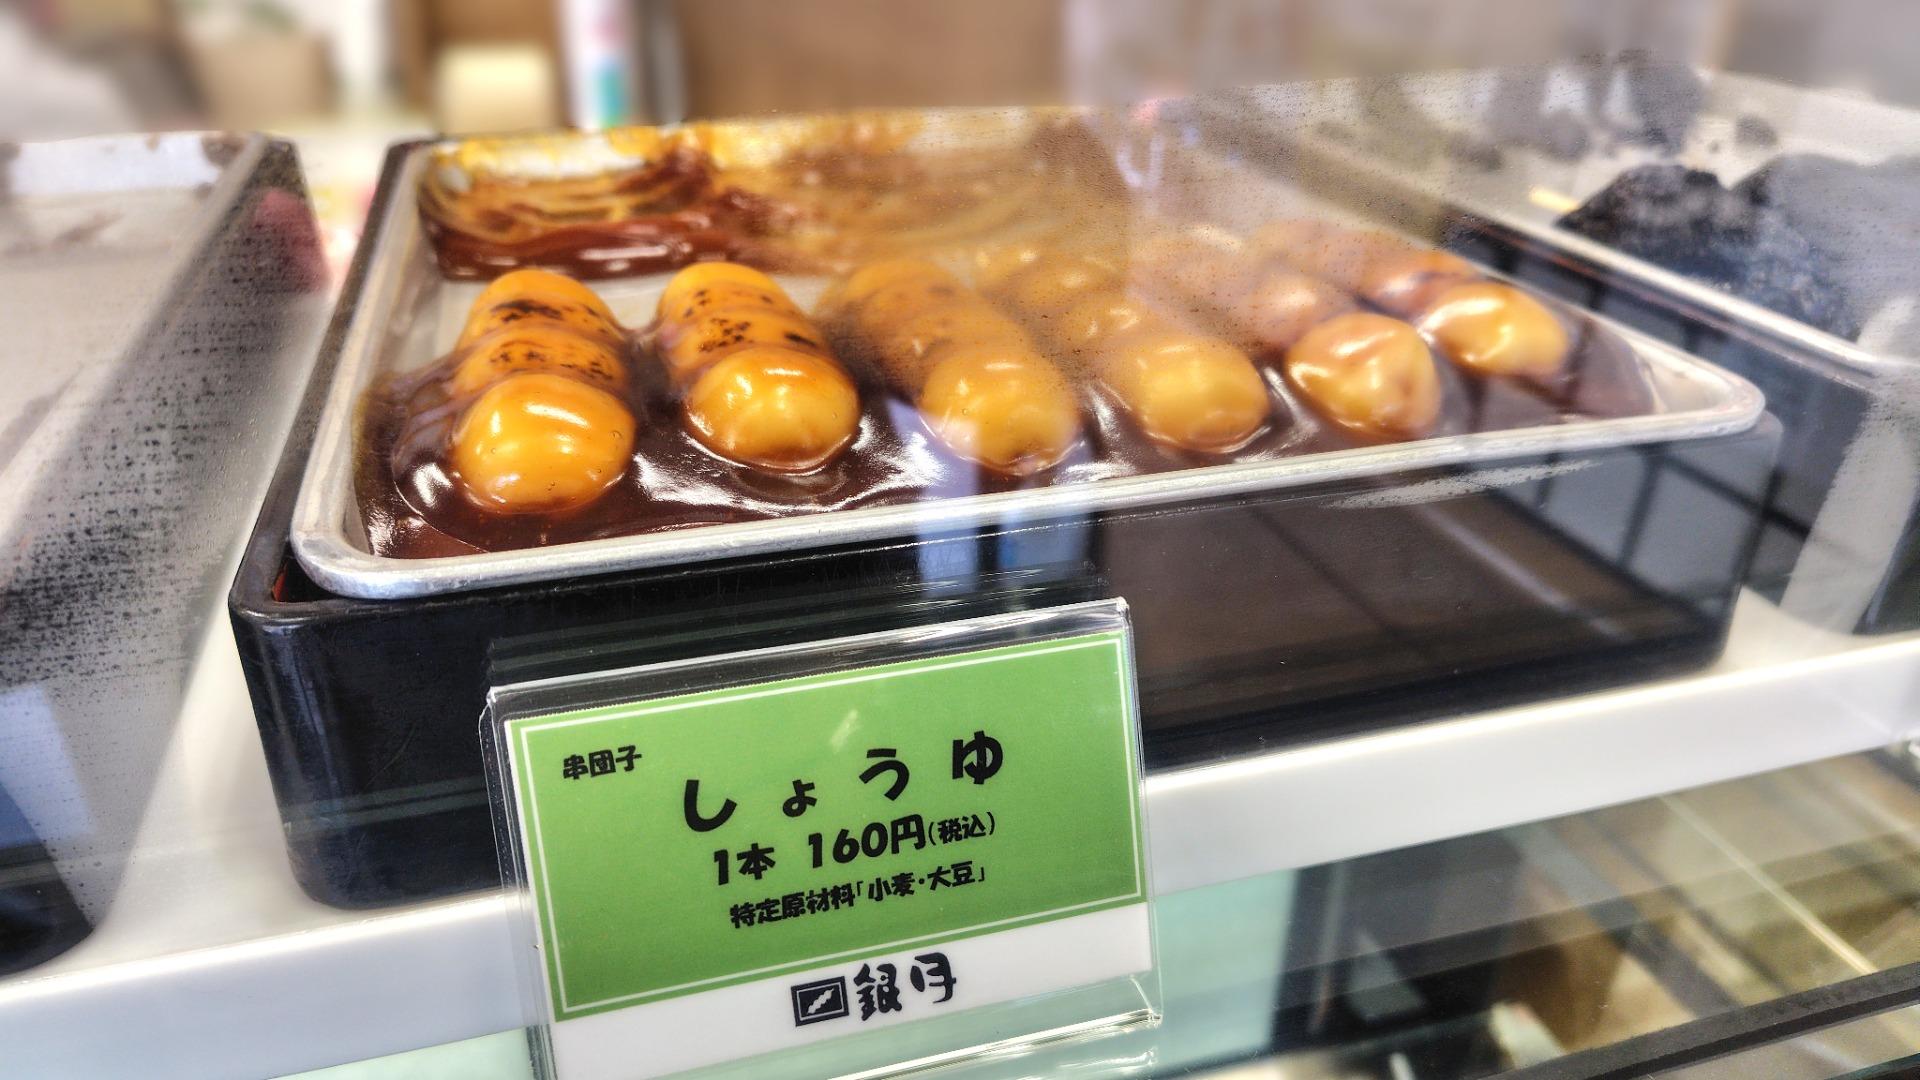 串団子
しょうゆ
1本 160円(税込)
特定原材料「小麦・大豆」
銀月